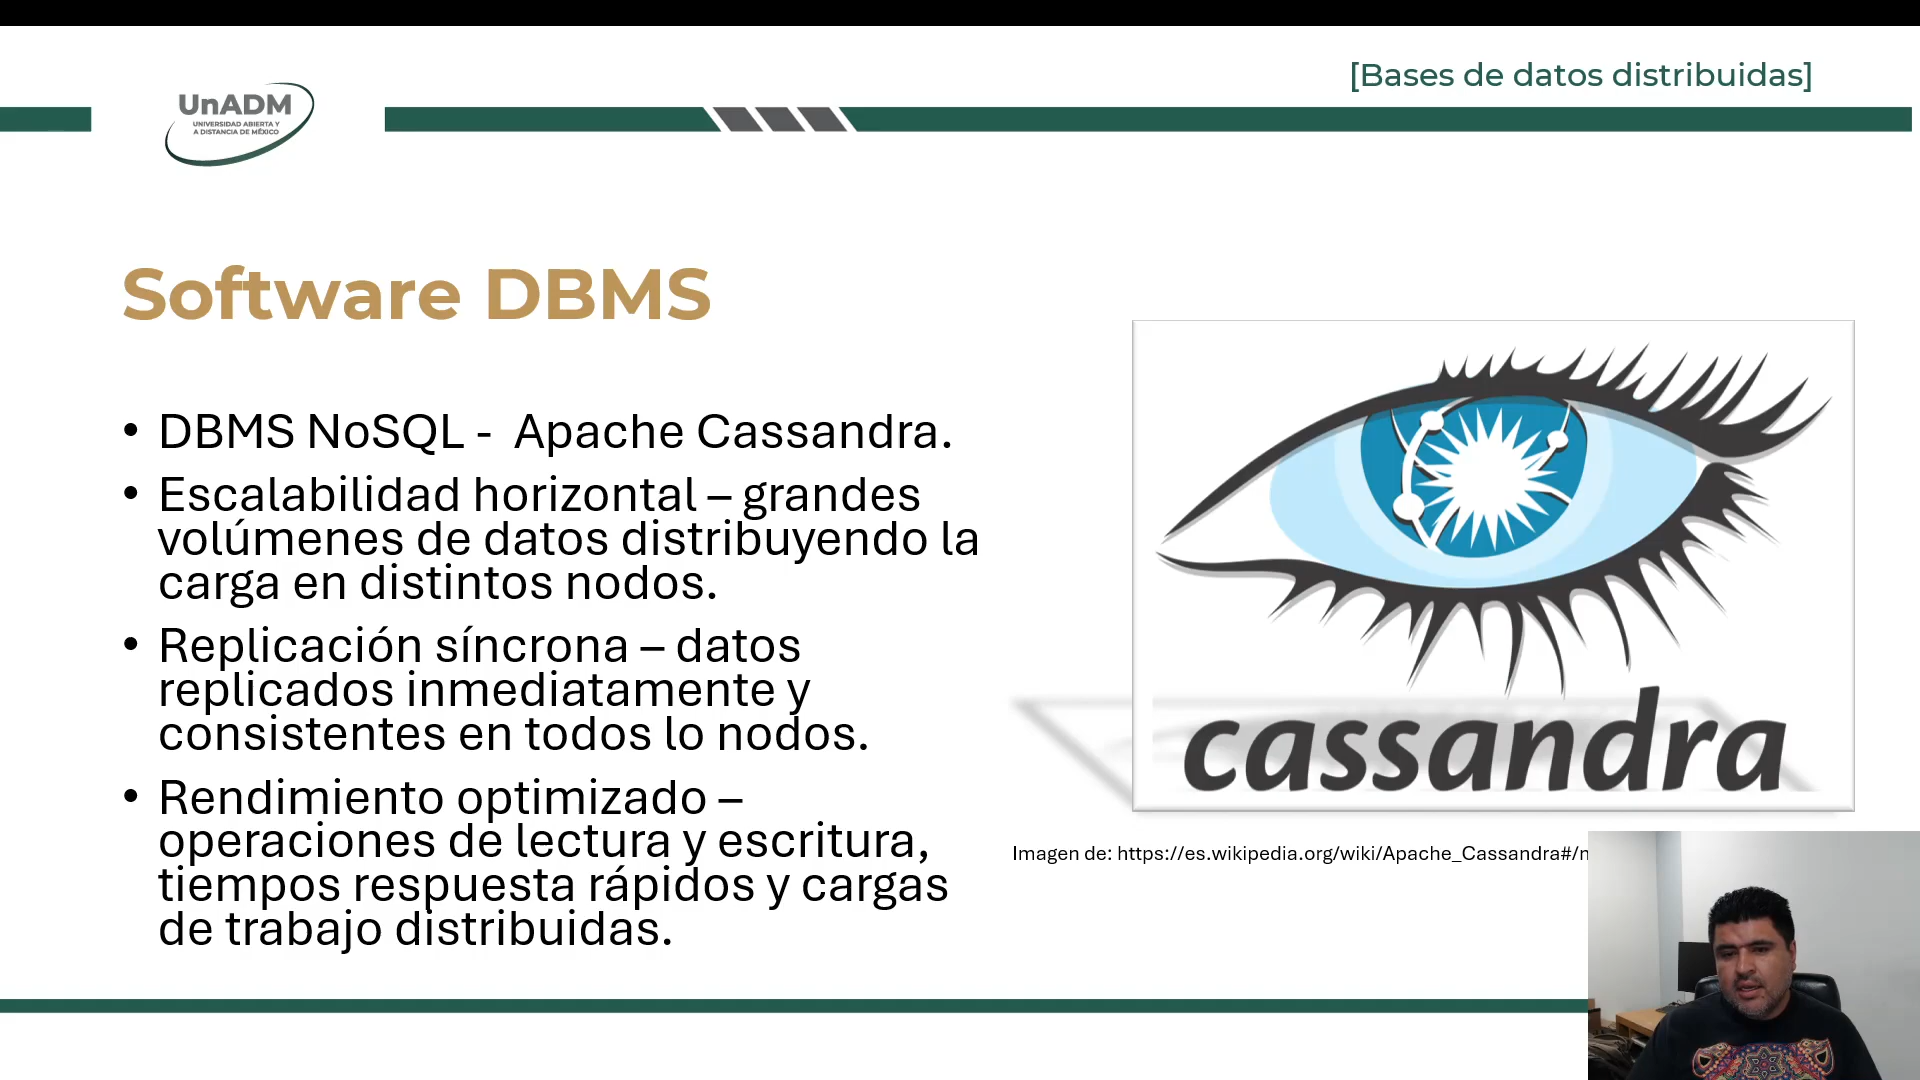 [Bases de datos distribuidas]
UnADM
UNIVERSIDAD ABIERTA Y
A DISTANCIA DE MÉXICO
Software DBMS
• DBMS NoSQL -  Apache Cassandra.
• Escalabilidad horizontal – grandes
volúmenes de datos distribuyendo la
carga en distintos nodos.
• Replicación síncrona – datos
replicados inmediatamente y
consistentes en todos lo nodos.
• Rendimiento optimizado –
operaciones de lectura y escritura,
tiempos respuesta rápidos y cargas
de trabajo distribuidas.
cassandra
Imagen de: https://es.wikipedia.org/wiki/Apache_Cassandra#/